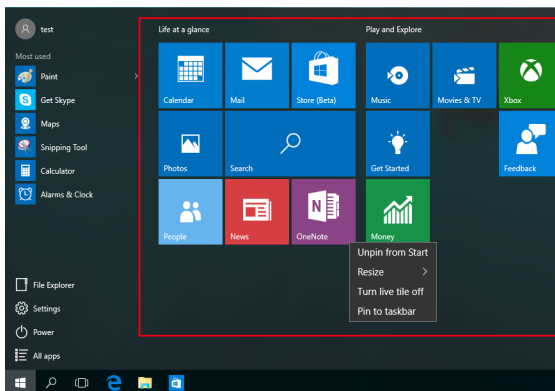 test
Most used
Paint
Get Skype
Maps
Snipping Tool
Calculator
Alarms & Clock
File Explorer
Settings
Power
All apps
Life at a glance
Calendar
Mail
Store (Beta)
Photos
Search
People
News
OneNote
Play and Explore
Music
Movies & TV
Xbox
Get Started
Feedback
Money
Unpin from Start
Resize
Turn live tile off
Pin to taskbar